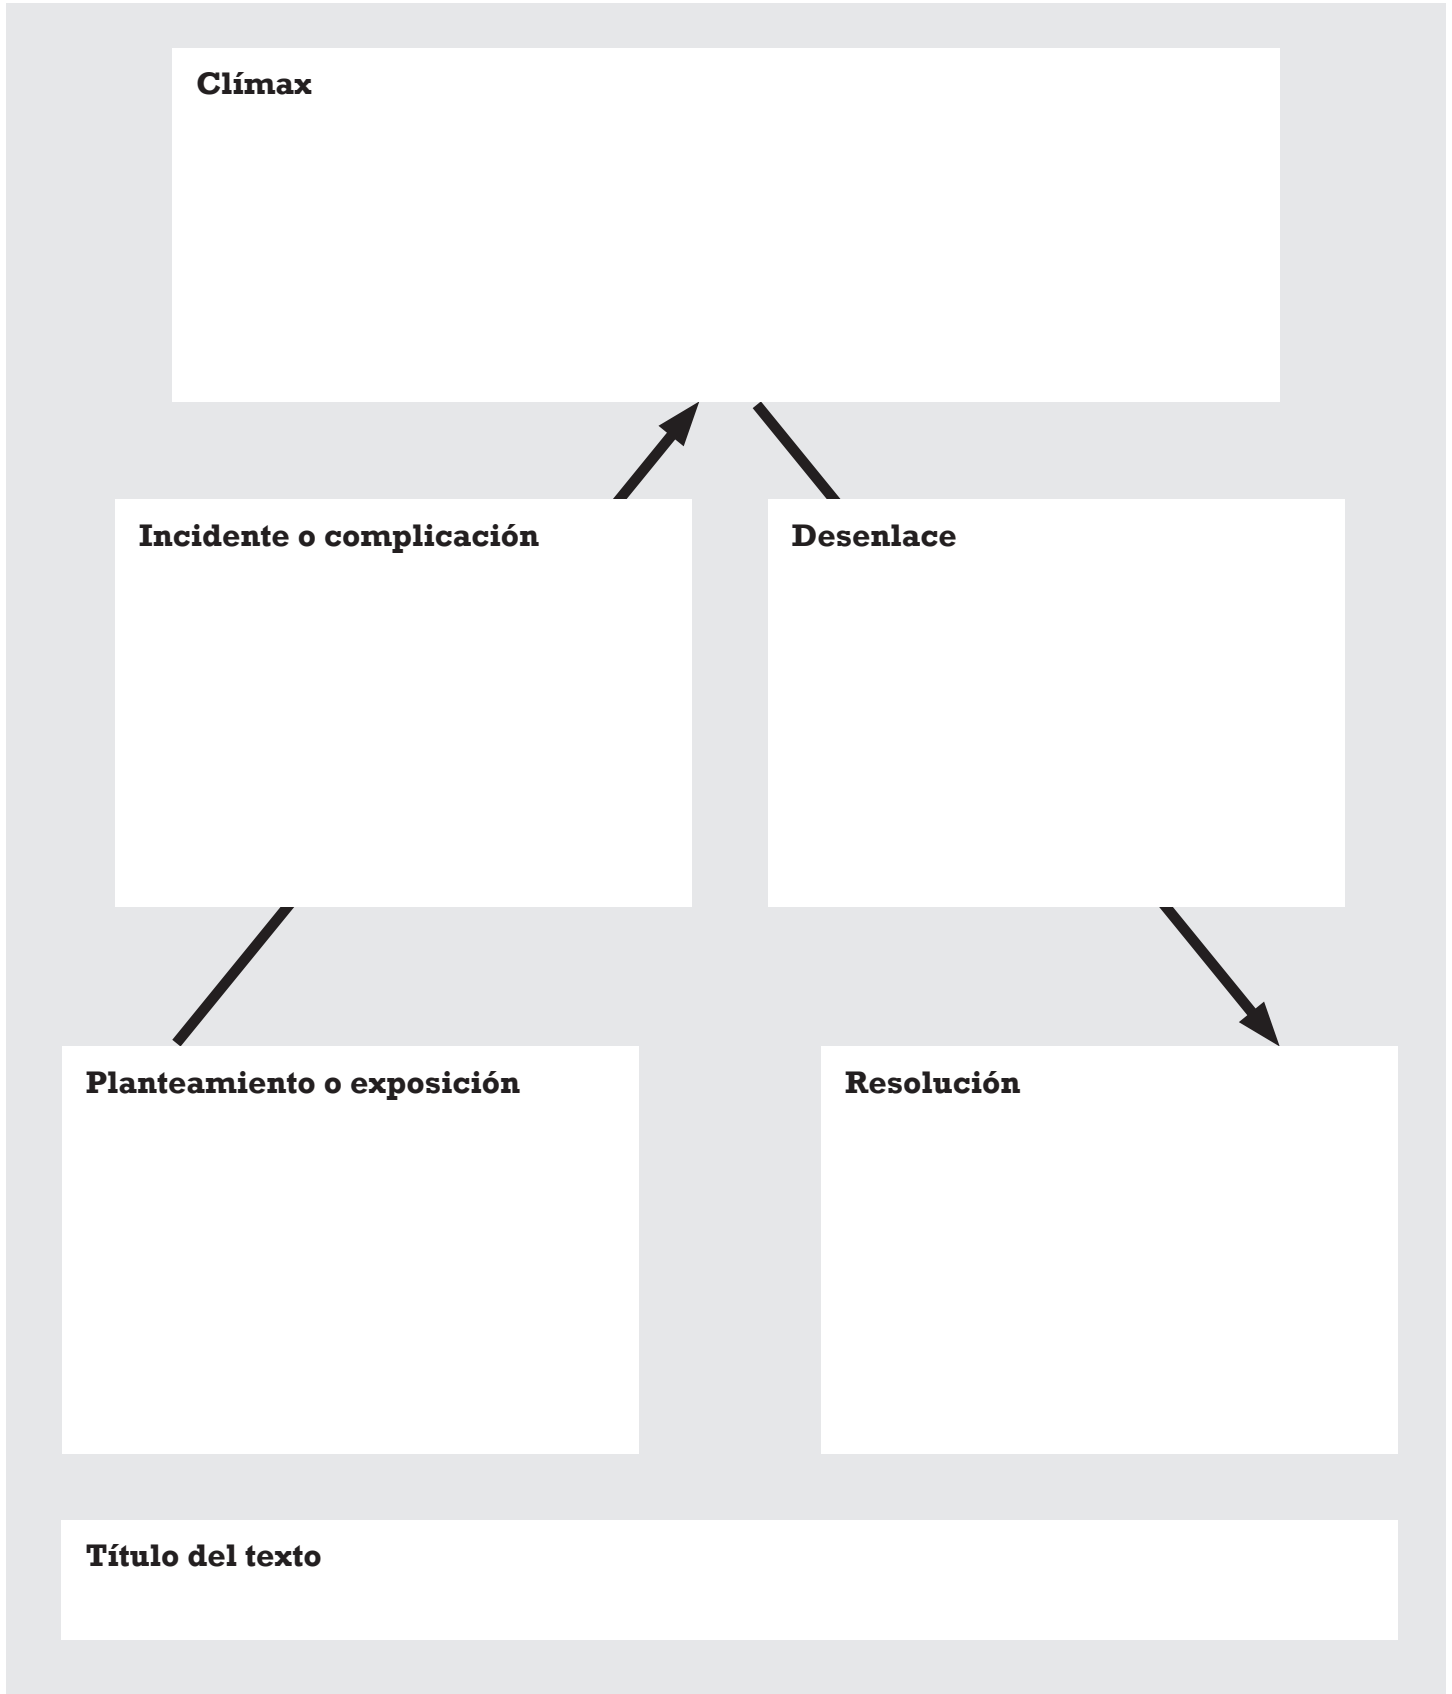 Clímax
Incidente o complicación
Desenlace
Planteamiento o exposición
Resolución
Título del texto